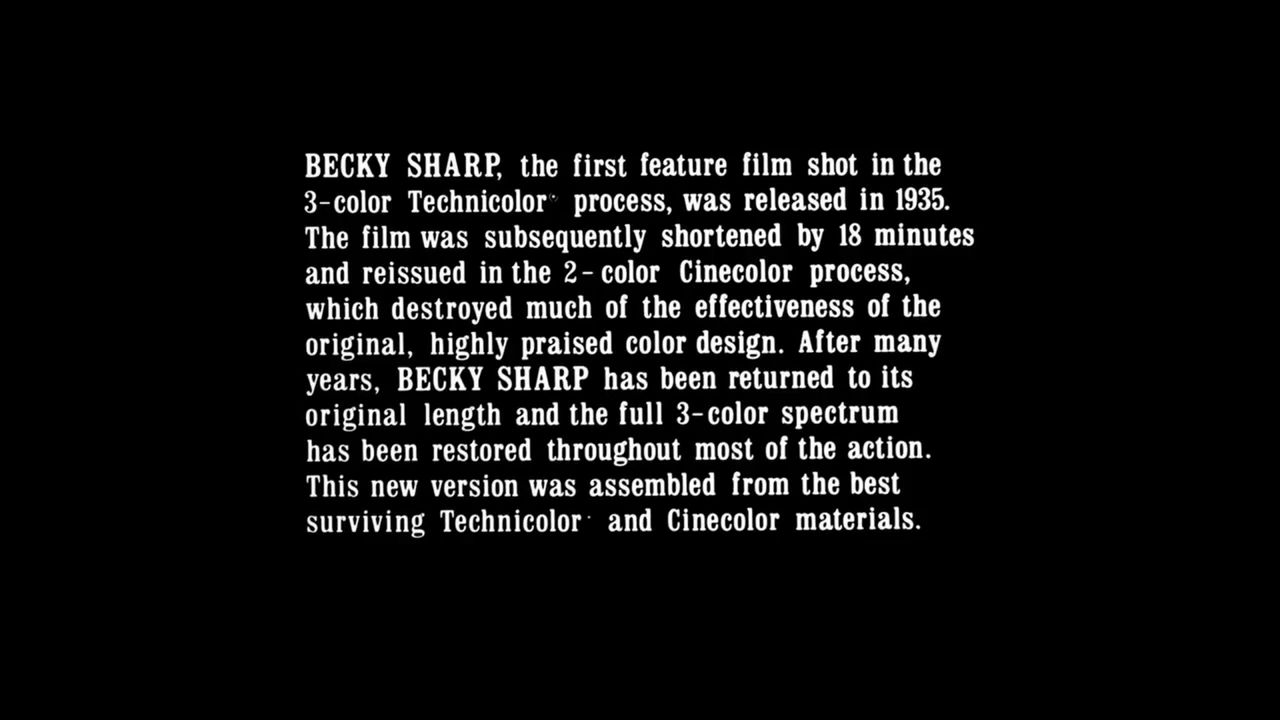 BECKY SHARP, the first feature film shot in the
3-color Technicolor process, was released in 1935.
The film was subsequently shortened by 18 minutes
and reissued in the 2-color Cinecolor process,
which destroyed much of the effectiveness of the
original, highly praised color design. After many
years, BECKY SHARP has been returned to its
original length and the full 3-color spectrum
has been restored throughout most of the action.
This new version was assembled from the best
surviving Technicolor and Cinecolor materials.